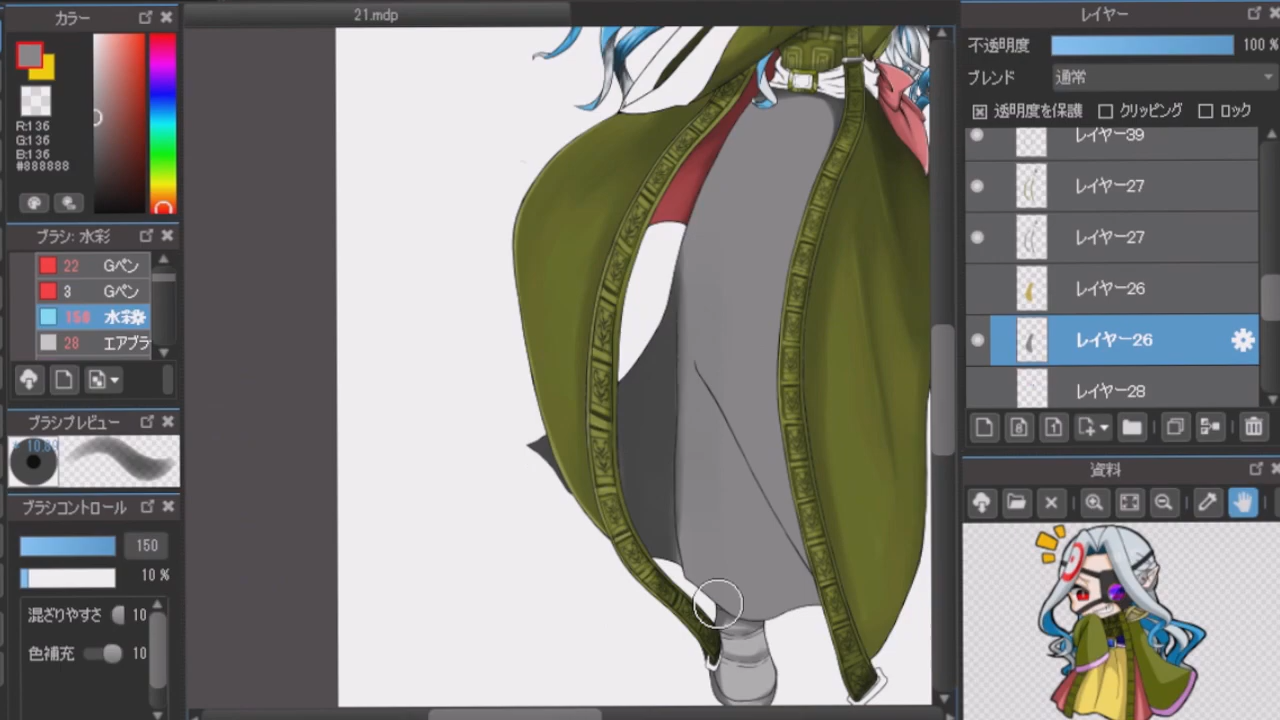 カラー
R:136
G:136
B:136
#888888
ブラシ: 水彩
22 Gペン
3 Gペン
150 水彩
28 エアブラ
ブラシプレビュー
ブラシコントロール
150
10 %
混ざりやすさ 10
色補充 10
21.mdp
レイヤー
不透明度 100 %
ブレンド 通常
透明度を保護 クリッピング ロック
レイヤー39
レイヤー27
レイヤー27
レイヤー26
レイヤー26
レイヤー28
8 1
資料